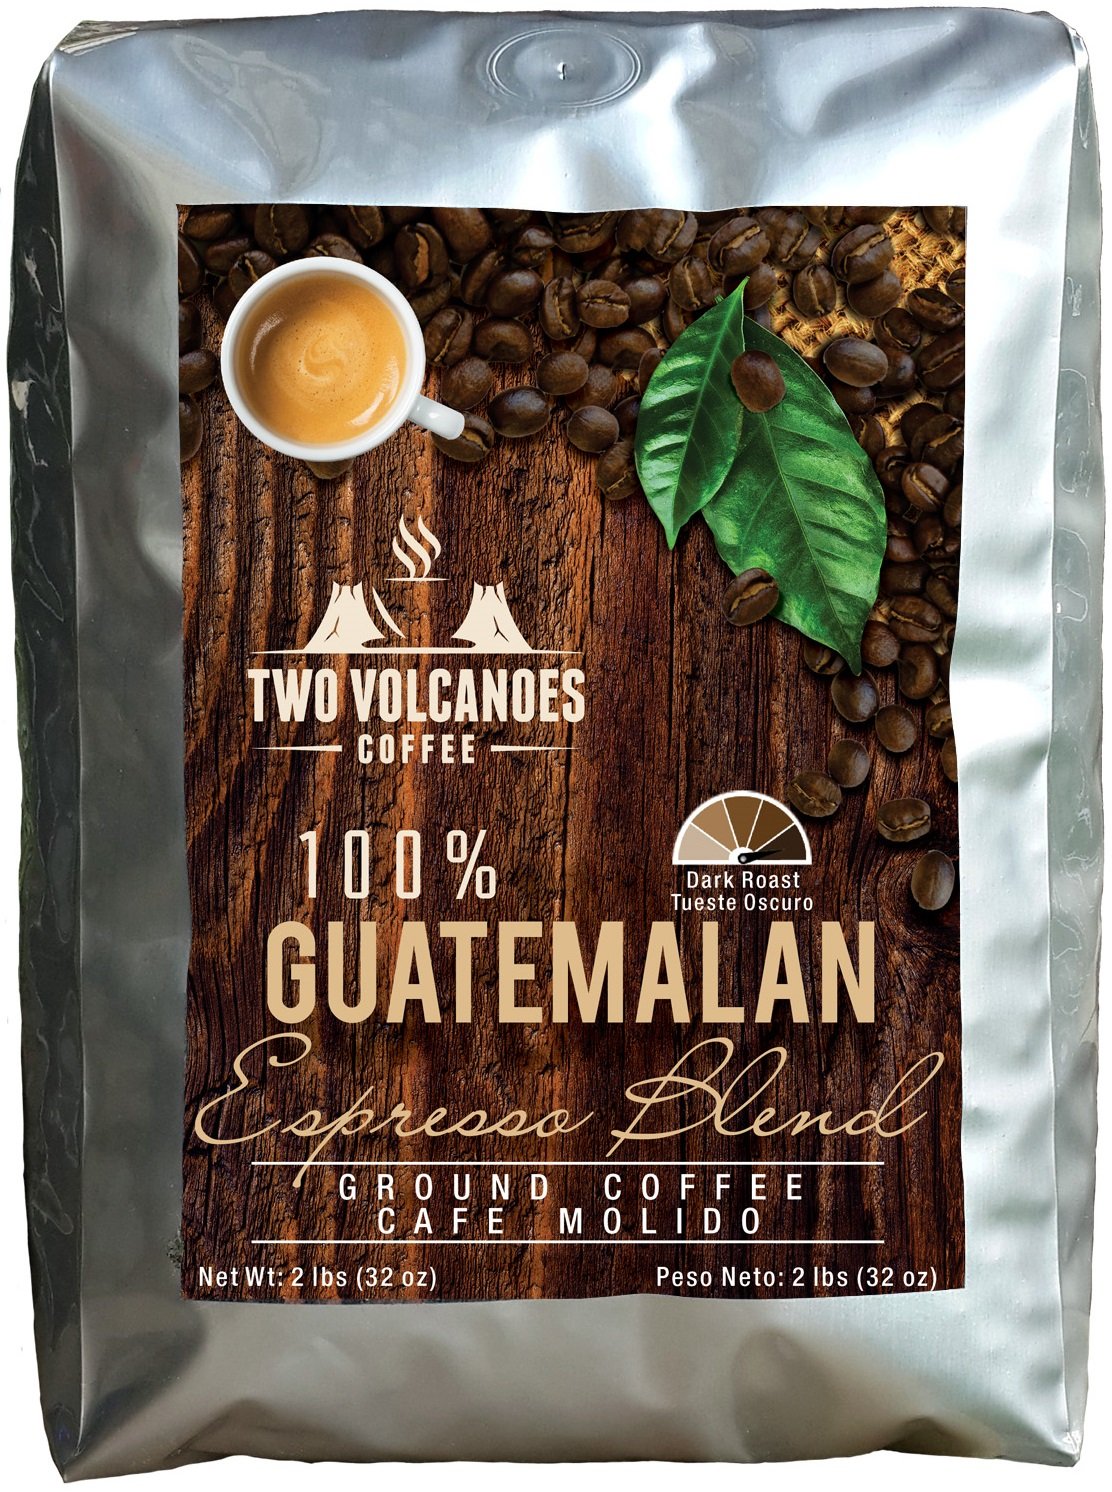 TWO VOLCANOES
COFFEE
100%
Dark Roast
Tueste Oscuro
GUATEMALAN
Espresso Blend
GROUND COFFEE
CAFE MOLIDO
Net Wt: 2 lbs (32 oz)
Peso Neto: 2 lbs (32 oz)